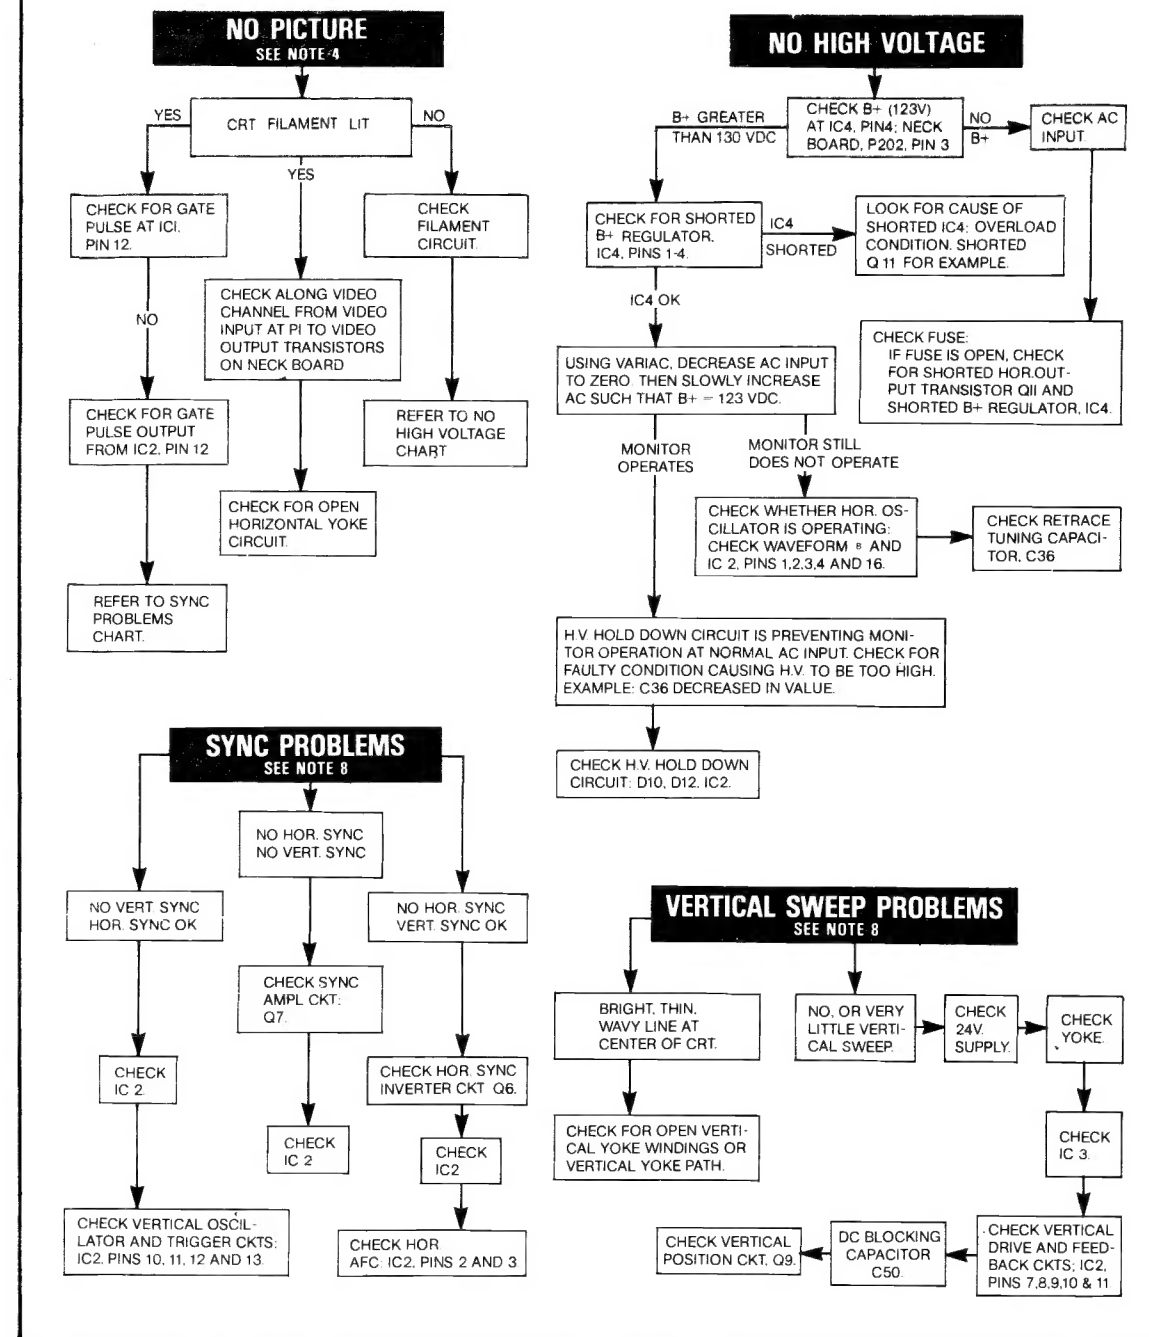 NO PICTURE
SEE NOTE 4
YES
CRT FILAMENT LIT
NO
YES
CHECK FOR GATE
PULSE AT ICI,
PIN 12.
CHECK
FILAMENT
CIRCUIT.
NO
CHECK ALONG VIDEO
CHANNEL FROM VIDEO
INPUT AT PI TO VIDEO
OUTPUT TRANSISTORS
ON NECK BOARD
CHECK FOR GATE
PULSE OUTPUT
FROM IC2, PIN 12
REFER TO NO
HIGH VOLTAGE
CHART
CHECK FOR OPEN
HORIZONTAL YOKE
CIRCUIT.
REFER TO SYNC
PROBLEMS
CHART.
NO HIGH VOLTAGE
B+ GREATER
THAN 130 VDC
CHECK B+ (123V)
AT IC4, PIN4; NECK
BOARD, P202, PIN 3
NO
B+
CHECK AC
INPUT.
CHECK FOR SHORTED
B+ REGULATOR,
IC4, PINS 1-4.
IC4
SHORTED
LOOK FOR CAUSE OF
SHORTED IC4: OVERLOAD
CONDITION. SHORTED
Q 11 FOR EXAMPLE.
IC4 OK
CHECK FUSE:
IF FUSE IS OPEN, CHECK
FOR SHORTED HOR.OUT-
PUT TRANSISTOR QII AND
SHORTED B+ REGULATOR, IC4.
USING VARIAC, DECREASE AC INPUT
TO ZERO. THEN SLOWLY INCREASE
AC SUCH THAT B+ = 123 VDC.
MONITOR
OPERATES
MONITOR STILL
DOES NOT OPERATE
CHECK WHETHER HOR. OS-
CILLATOR IS OPERATING:
CHECK WAVEFORM B AND
IC 2, PINS 1,2,3,4 AND 16.
CHECK RETRACE
TUNING CAPACI-
TOR, C36
H.V. HOLD DOWN CIRCUIT IS PREVENTING MONI-
TOR OPERATION AT NORMAL AC INPUT. CHECK FOR
FAULTY CONDITION CAUSING H.V. TO BE TOO HIGH.
EXAMPLE: C36 DECREASED IN VALUE.
CHECK H.V. HOLD DOWN
CIRCUIT: D10, D12, IC2.
SYNC PROBLEMS
SEE NOTE 8
NO HOR. SYNC
NO VERT. SYNC
NO VERT SYNC
HOR. SYNC OK
NO HOR. SYNC
VERT. SYNC OK
CHECK SYNC
AMPL CKT:
Q7.
CHECK
IC 2.
CHECK HOR. SYNC
INVERTER CKT Q6.
CHECK
IC 2
CHECK
IC2
CHECK VERTICAL OSCIL-
LATOR AND TRIGGER CKTS:
IC2, PINS 10, 11, 12 AND 13.
CHECK HOR
AFC: IC2, PINS 2 AND 3
VERTICAL SWEEP PROBLEMS
SEE NOTE 8
BRIGHT, THIN,
WAVY LINE AT
CENTER OF CRT.
NO, OR VERY
LITTLE VERTI-
CAL SWEEP.
CHECK
24V.
SUPPLY.
CHECK
YOKE.
CHECK FOR OPEN VERTI-
CAL YOKE WINDINGS OR
VERTICAL YOKE PATH.
CHECK
IC 3.
CHECK VERTICAL
POSITION CKT, Q9.
DC BLOCKING
CAPACITOR
C50.
CHECK VERTICAL
DRIVE AND FEED-
BACK CKTS; IC2,
PINS 7,8,9,10 & 11